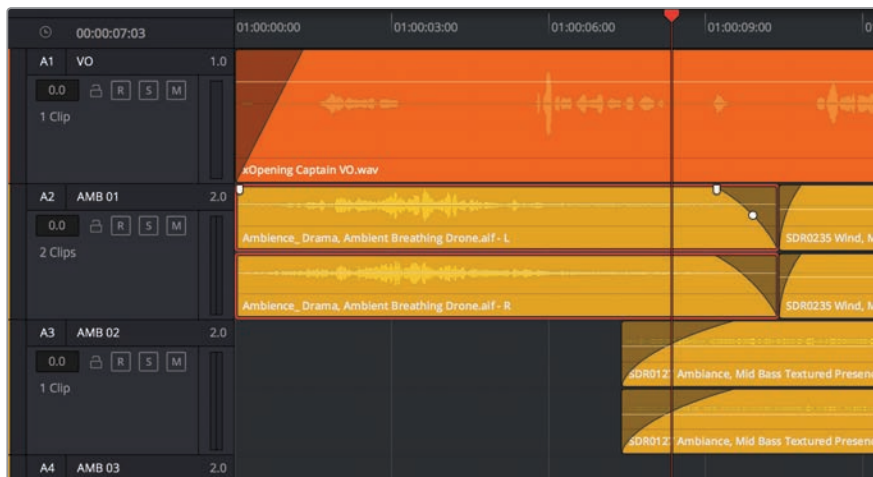 00:00:07:03
01:00:00:00 01:00:03:00 01:00:06:00 01:00:09:00
A1 VO 1.0
0.0 R S M
1 Clip
xOpening Captain VO.wav
A2 AMB 01 2.0
0.0 R S M
2 Clips
Ambience_ Drama, Ambient Breathing Drone.aif - L
SDR0235 Wind, M
Ambience_ Drama, Ambient Breathing Drone.aif - R
SDR0235 Wind, M
A3 AMB 02 2.0
0.0 R S M
1 Clip
Ambiance, Mid Bass Textured Presen
Ambiance, Mid Bass Textured Presen
A4 AMB 03 2.0